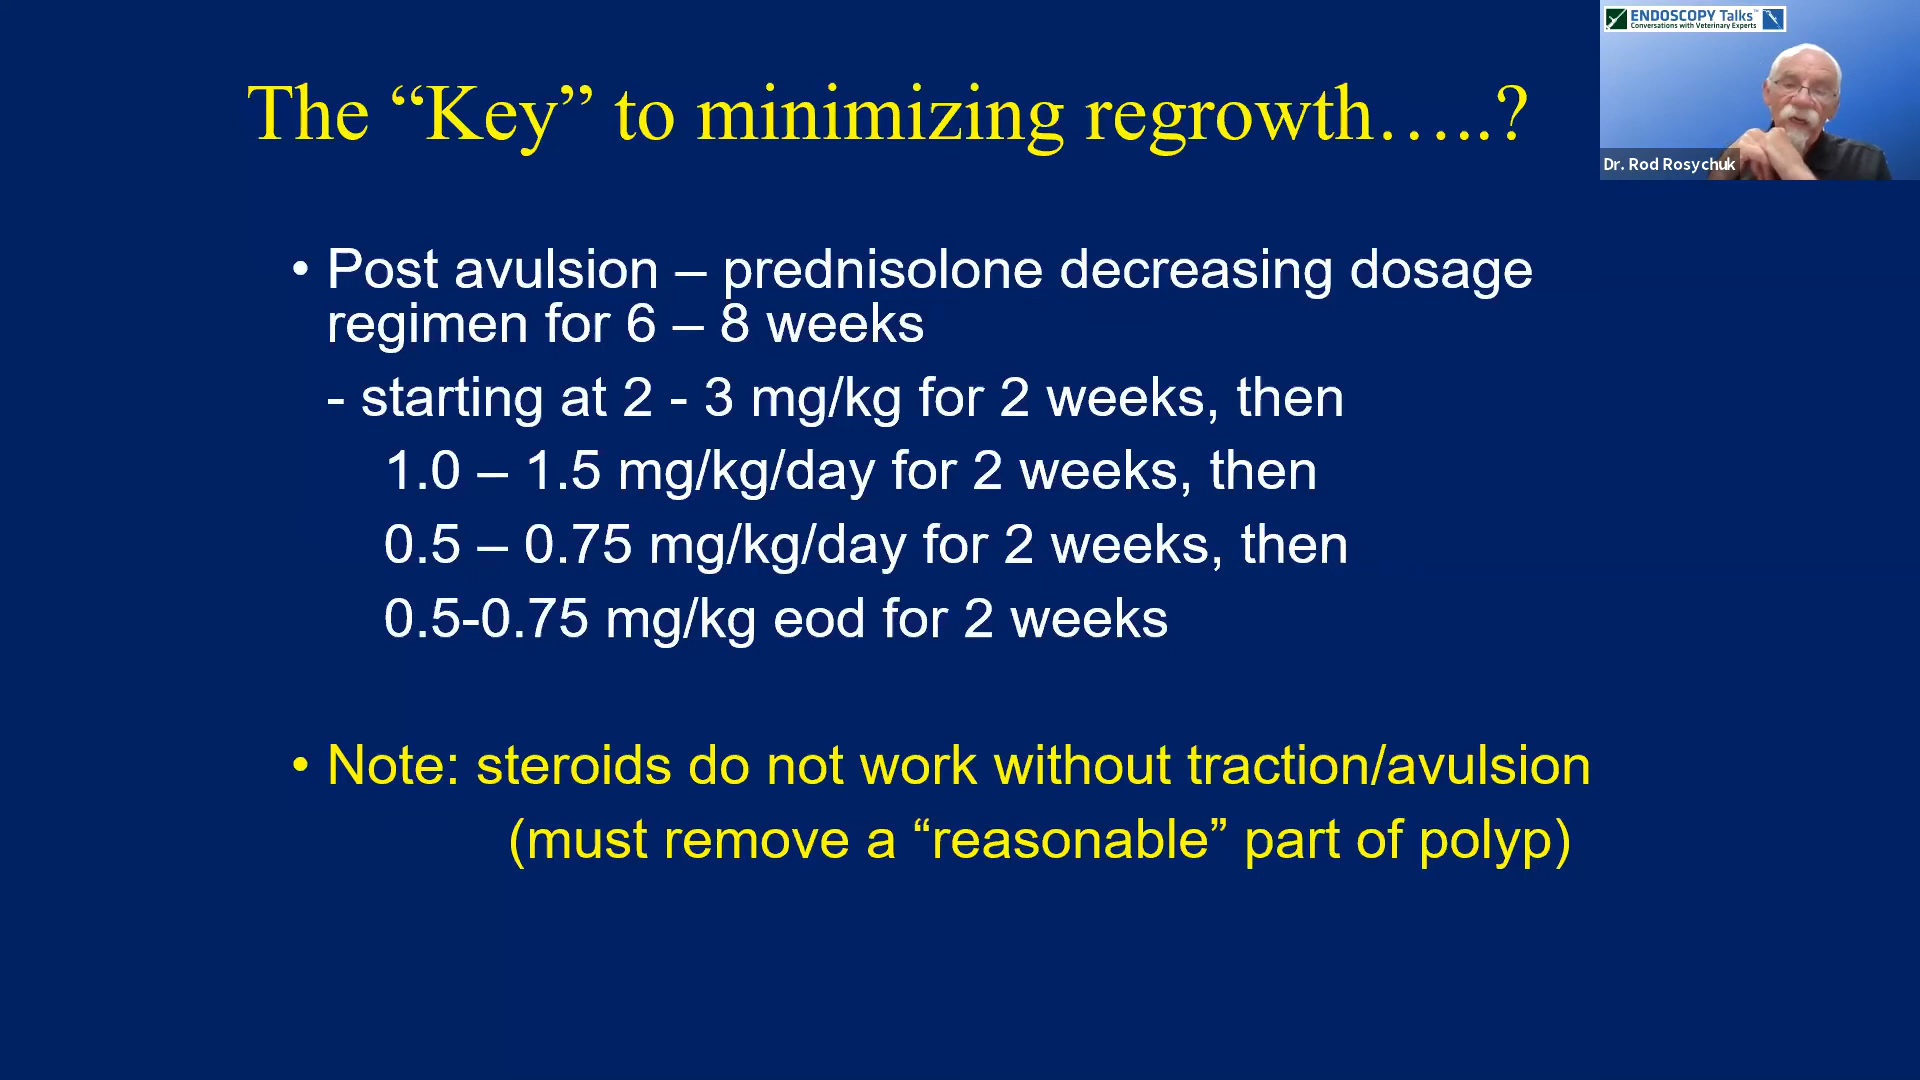 ENDOSCOPY Talks™
Conversations with Veterinary Experts
Dr. Rod Rosychuk
The “Key” to minimizing regrowth…..?
• Post avulsion – prednisolone decreasing dosage
regimen for 6 – 8 weeks
- starting at 2 - 3 mg/kg for 2 weeks, then
1.0 – 1.5 mg/kg/day for 2 weeks, then
0.5 – 0.75 mg/kg/day for 2 weeks, then
0.5-0.75 mg/kg eod for 2 weeks
• Note: steroids do not work without traction/avulsion
(must remove a “reasonable” part of polyp)